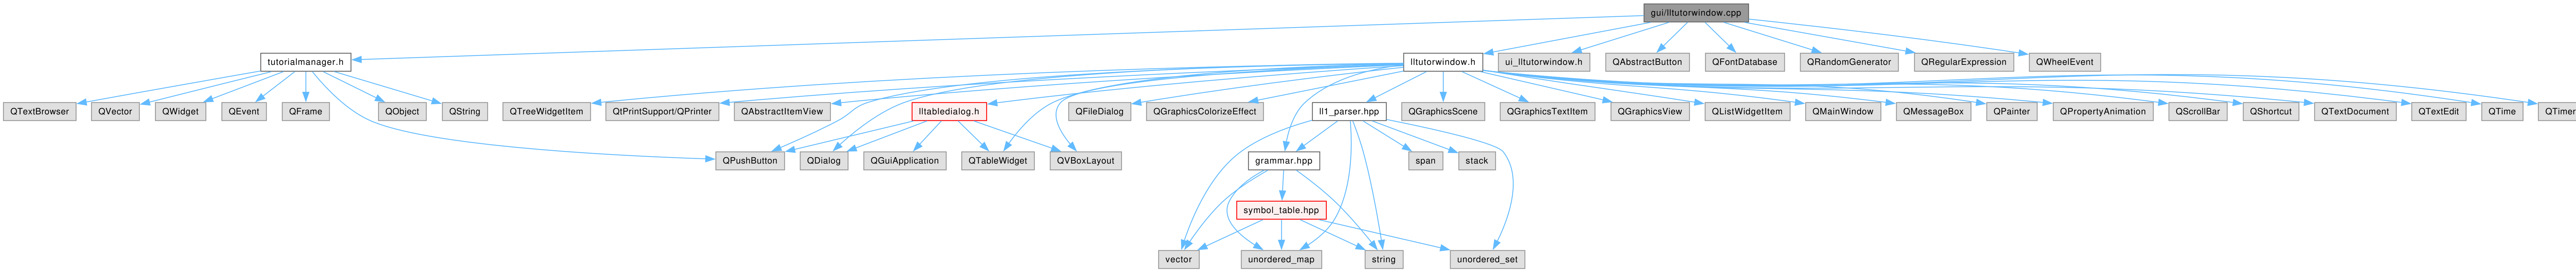 gui/lltutorwindow.cpp
tutorialmanager.h
lltutorwindow.h
ui_lltutorwindow.h
QAbstractButton
QFontDatabase
QRandomGenerator
QRegularExpression
QWheelEvent
QTextBrowser
QVector
QWidget
QEvent
QFrame
QObject
QString
QTreeWidgetItem
QtPrintSupport/QPrinter
QAbstractItemView
lltabledialog.h
QFileDialog
QGraphicsColorizeEffect
ll1_parser.hpp
QGraphicsScene
QGraphicsTextItem
QGraphicsView
QListWidgetItem
QMainWindow
QMessageBox
QPainter
QPropertyAnimation
QScrollBar
QShortcut
QTextDocument
QTextEdit
QTime
QTimer
QPushButton
QDialog
QGuiApplication
QTableWidget
QVBoxLayout
grammar.hpp
span
stack
symbol_table.hpp
vector
unordered_map
string
unordered_set